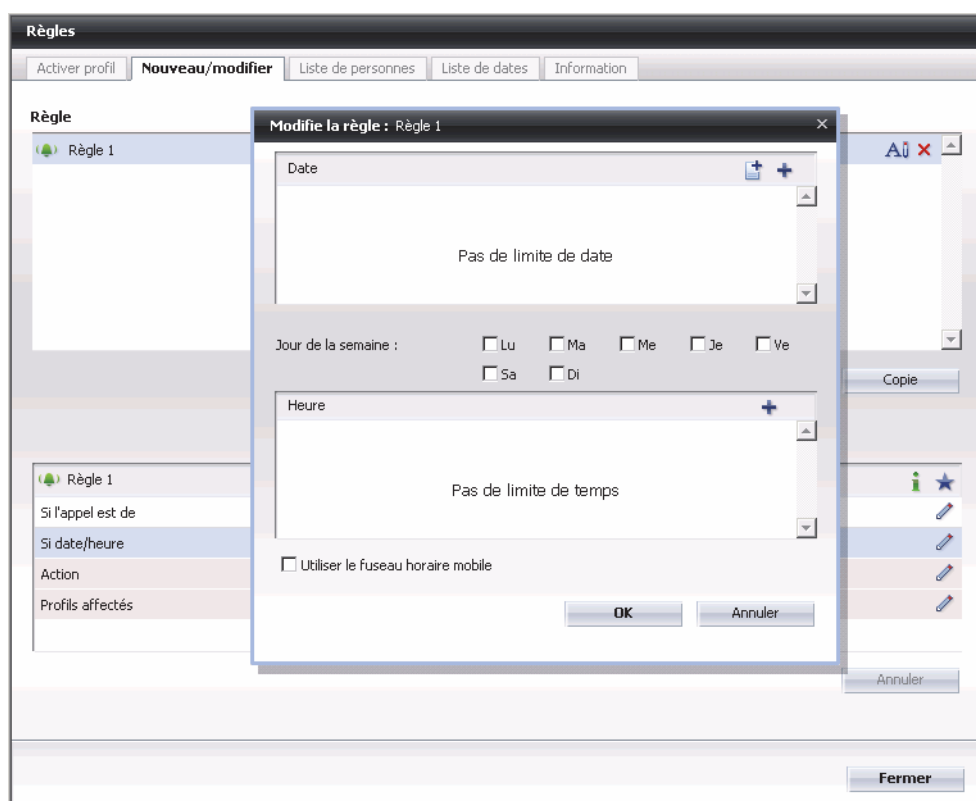 Règles
Activer profil Nouveau/modifier Liste de personnes Liste de dates Information
Règle
Règle 1
Modifie la règle : Règle 1
Date
Pas de limite de date
Jour de la semaine : Lu Ma Me Je Ve
Sa Di
Copie
Heure
Pas de limite de temps
Règle 1
Si l'appel est de
Si date/heure
Action
Profils affectés
Utiliser le fuseau horaire mobile
OK Annuler
Annuler
Fermer